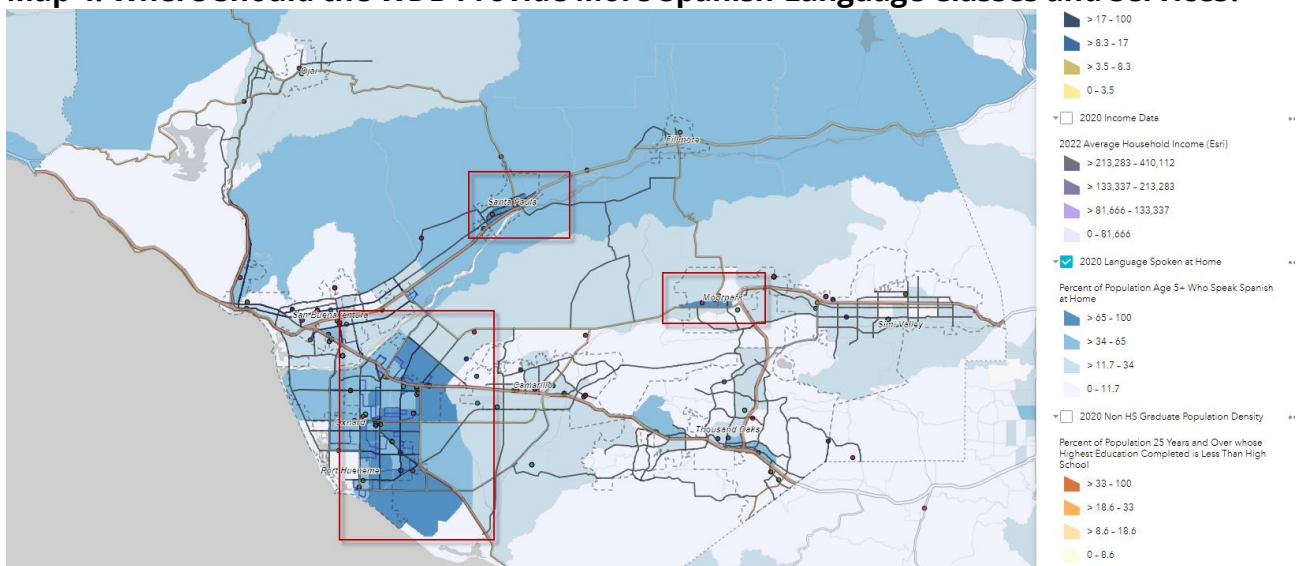 Map 4. Where Should the WDB Provide More Spanish-Language Classes and Services?
> 17 - 100
> 8.3 - 17
> 3.5 - 8.3
0 - 3.5
2020 Income Data
2022 Average Household Income (Esri)
> 213,283 - 410,112
> 133,337 - 213,283
> 81,666 - 133,337
0 - 81,666
2020 Language Spoken at Home
Percent of Population Age 5+ Who Speak Spanish
at Home
> 65 - 100
> 34 - 65
> 11.7 - 34
0 - 11.7
2020 Non HS Graduate Population Density
Percent of Population 25 Years and Over whose
Highest Education Completed is Less Than High
School
> 33 - 100
> 18.6 - 33
> 8.6 - 18.6
0 - 8.6
Ojai
Fillmore
Santa Paula
Moorpark
San Buenaventura
Simi Valley
Camarillo
Oxnard
Thousand Oaks
Port Hueneme